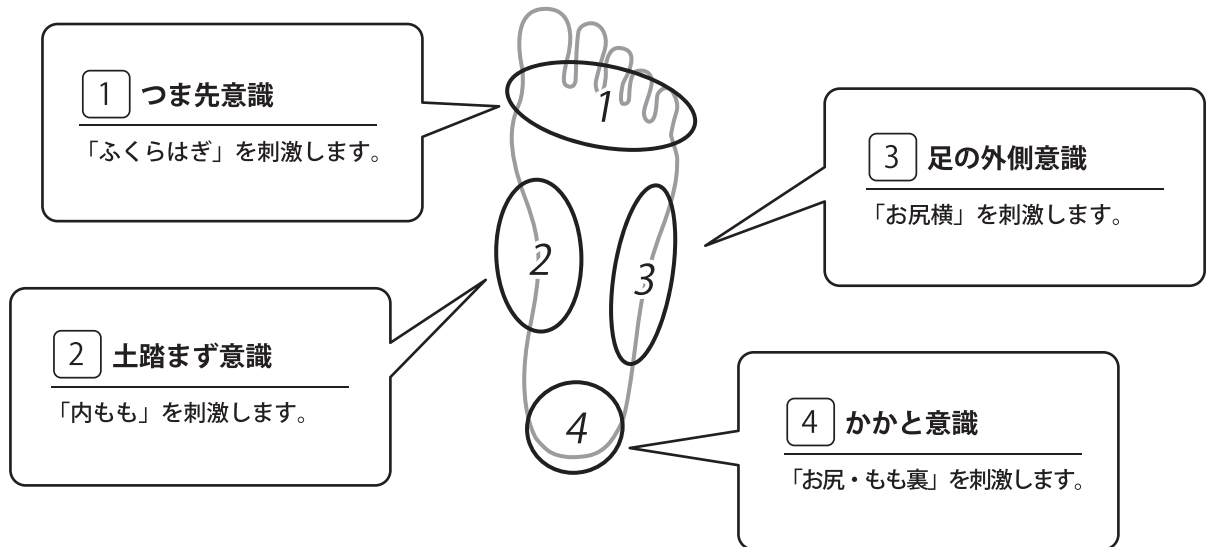 1 つま先意識
「ふくらはぎ」を刺激します。
2 土踏まず意識
「内もも」を刺激します。
3 足の外側意識
「お尻横」を刺激します。
4 かかと意識
「お尻・もも裏」を刺激します。
1
2
3
4